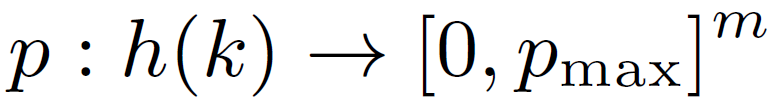 p : h(k) → [0, p_max]^m